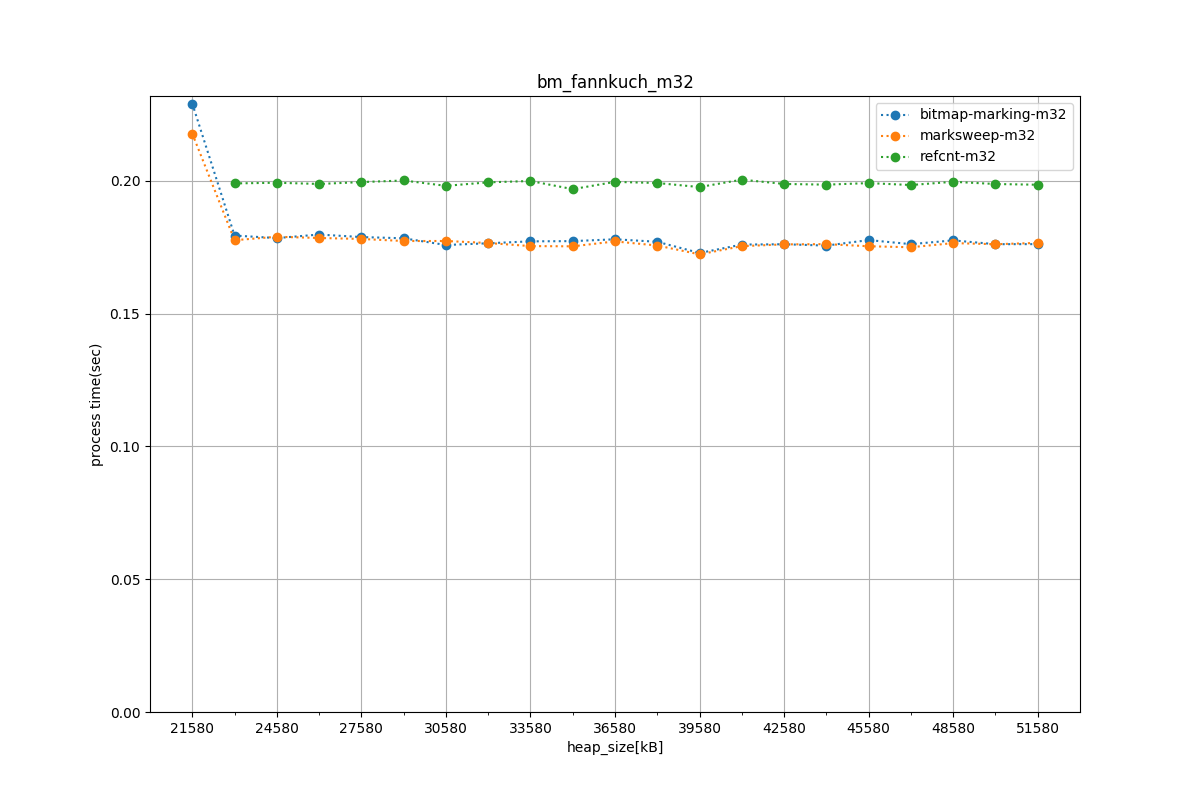 bm_fannkuch_m32
bitmap-marking-m32
marksweep-m32
refcnt-m32
process time(sec)
0.20
0.15
0.10
0.05
0.00
21580 24580 27580 30580 33580 36580 39580 42580 45580 48580 51580
heap_size[kB]